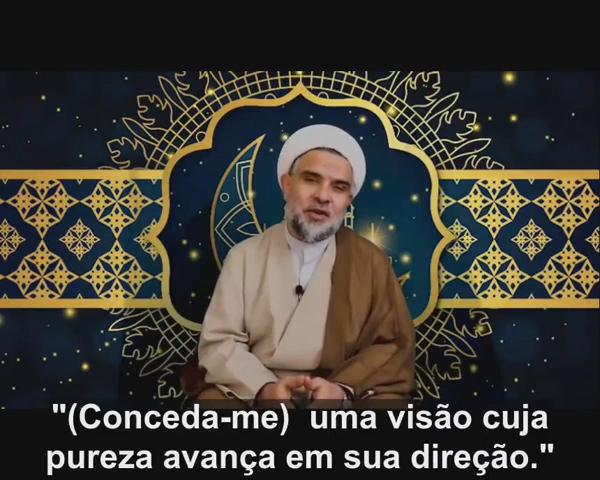 "(Conceda-me)  uma visão cuja
pureza avança em sua direção."